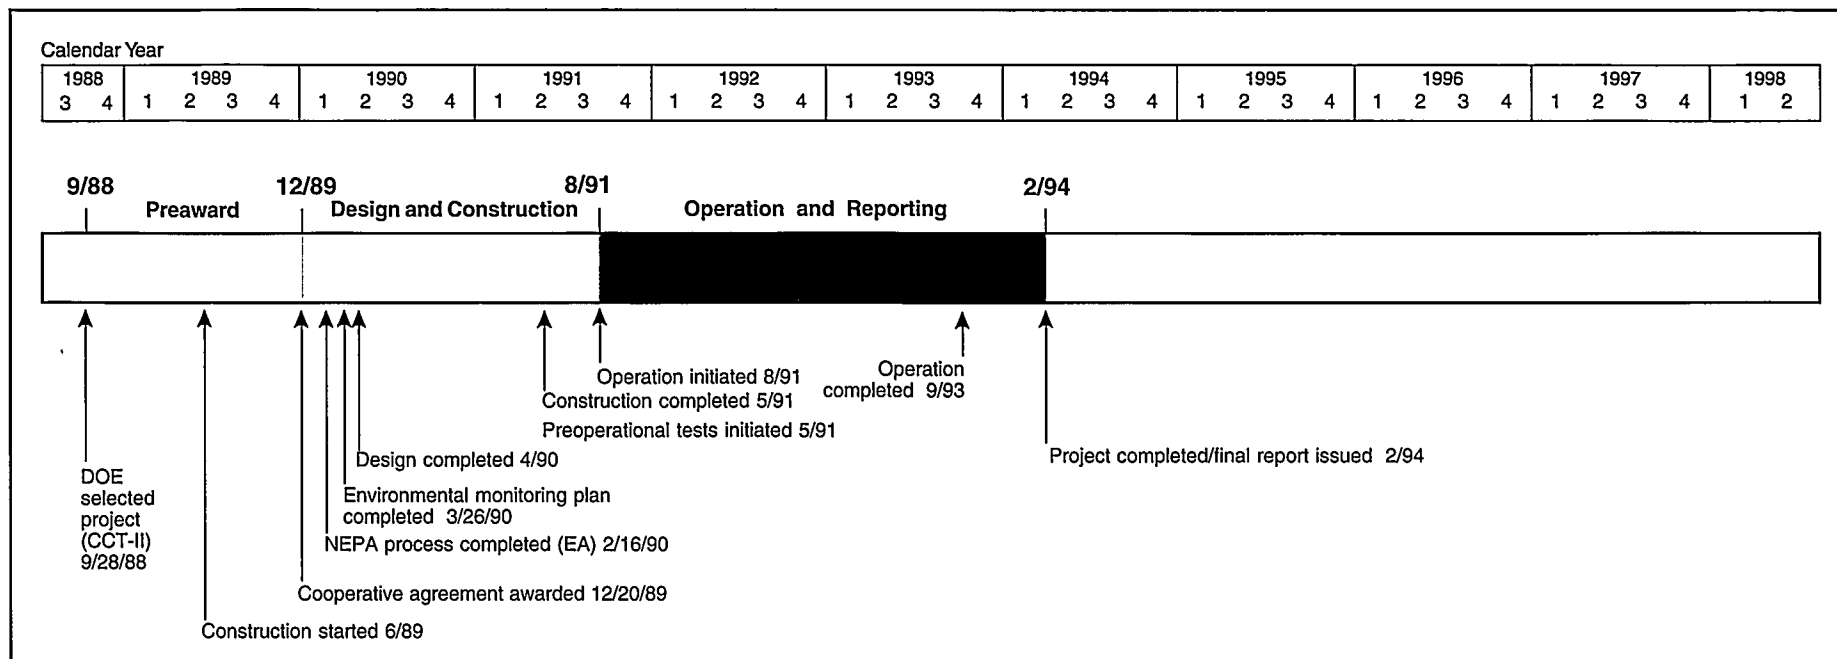 Calendar Year
1988 1989 1990 1991 1992 1993 1994 1995 1996 1997 1998
3 4 1 2 3 4 1 2 3 4 1 2 3 4 1 2 3 4 1 2 3 4 1 2 3 4 1 2 3 4 1 2 3 4 1 2 3 4 1 2
9/88 12/89 8/91 2/94
Preaward Design and Construction Operation and Reporting
Operation initiated 8/91
Construction completed 5/91
Preoperational tests initiated 5/91
Operation
completed 9/93
Design completed 4/90
Project completed/final report issued 2/94
DOE
selected
project
(CCT-II)
9/28/88
Environmental monitoring plan
completed 3/26/90
NEPA process completed (EA) 2/16/90
Cooperative agreement awarded 12/20/89
Construction started 6/89